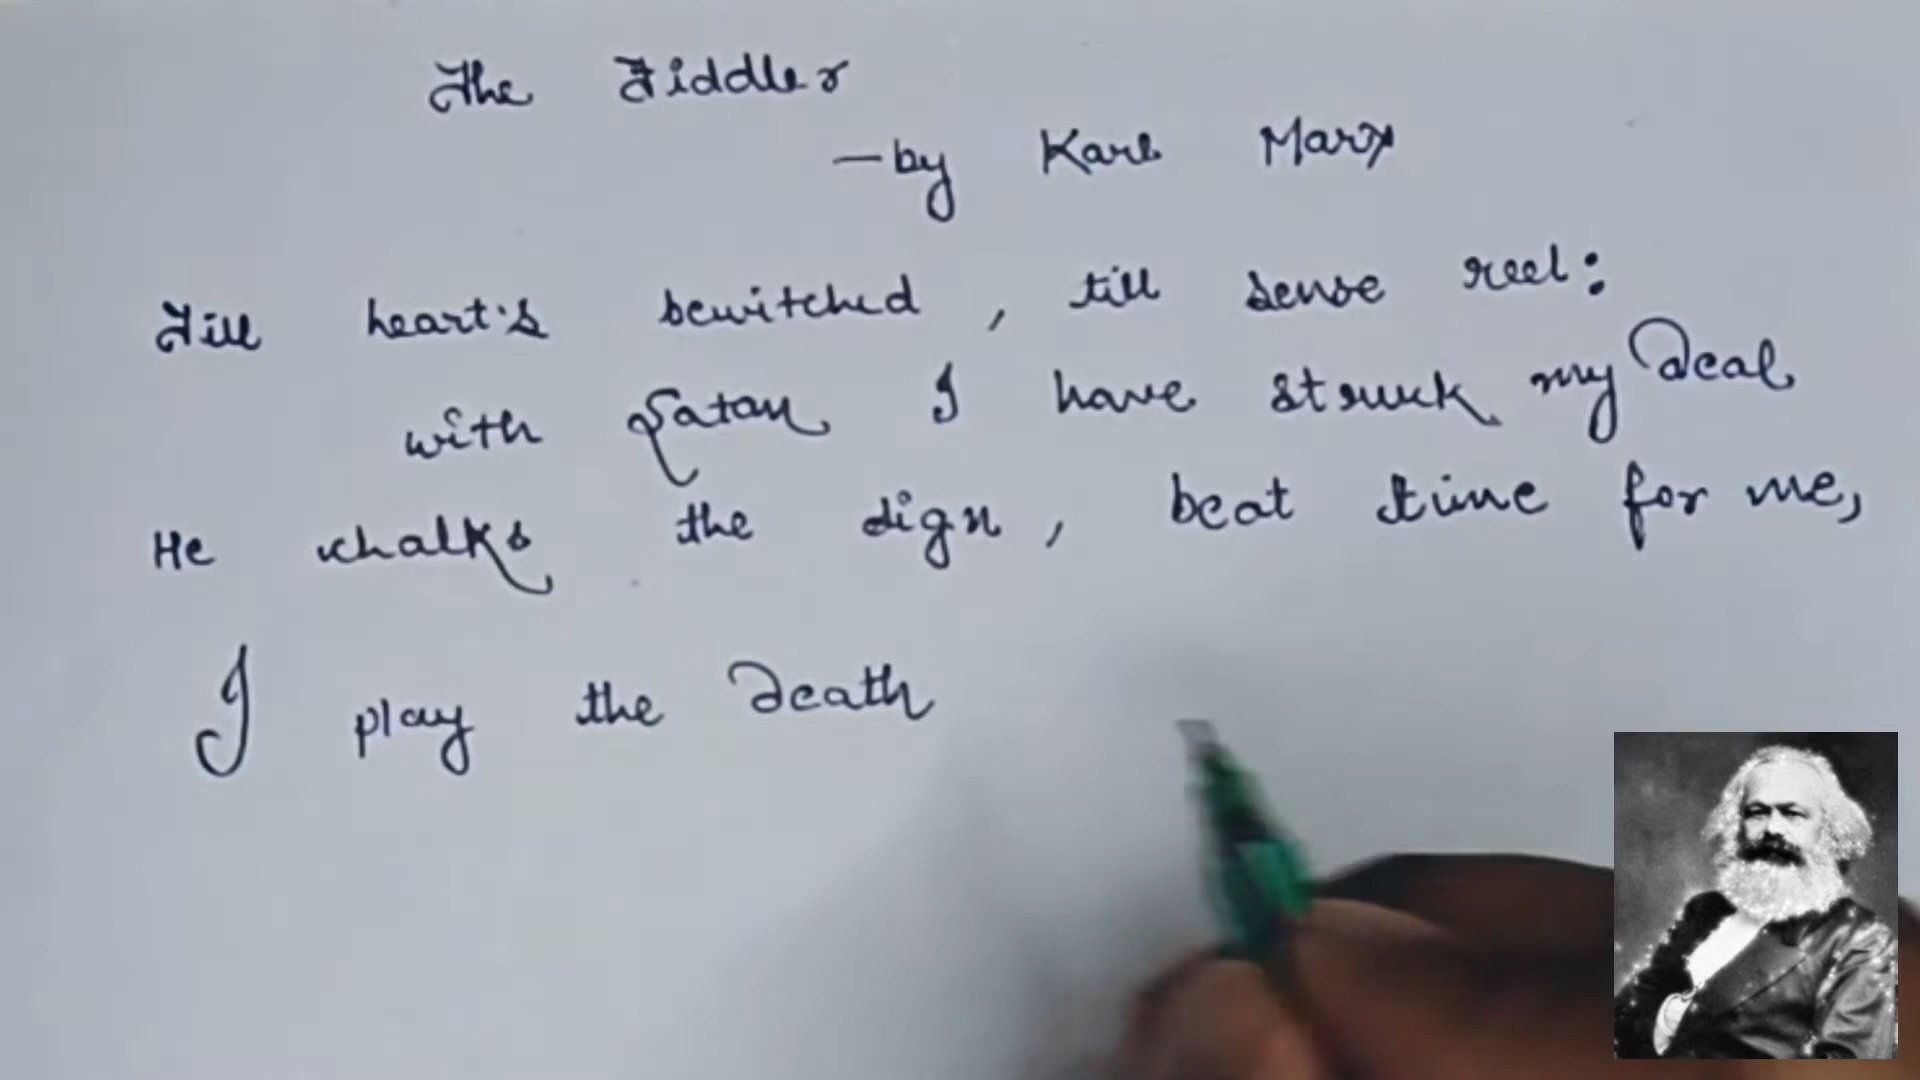 The Fiddler
- by Karl Marx
Till heart's bewitched, till sense reel:
with Satan I have struck my deal
He chalks the sign, beat time for me,
I play the death